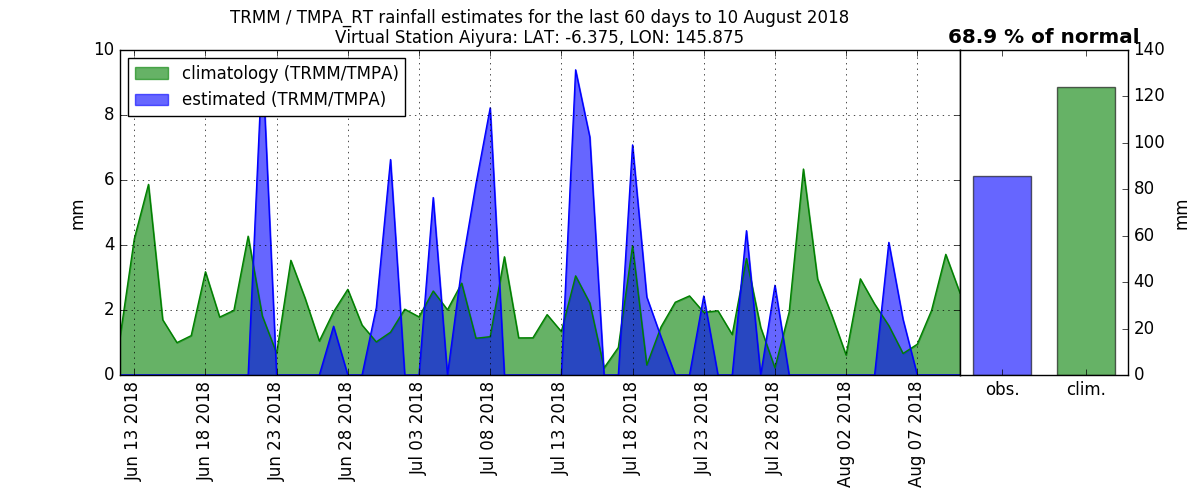 TRMM / TMPA_RT rainfall estimates for the last 60 days to 10 August 2018
Virtual Station Aiyura: LAT: -6.375, LON: 145.875
68.9 % of normal
climatology (TRMM/TMPA)
estimated (TRMM/TMPA)
10
8
6
4
2
0
mm
Jun 13 2018
Jun 18 2018
Jun 23 2018
Jun 28 2018
Jul 03 2018
Jul 08 2018
Jul 13 2018
Jul 18 2018
Jul 23 2018
Jul 28 2018
Aug 02 2018
Aug 07 2018
140
120
100
80
60
40
20
0
mm
obs.
clim.